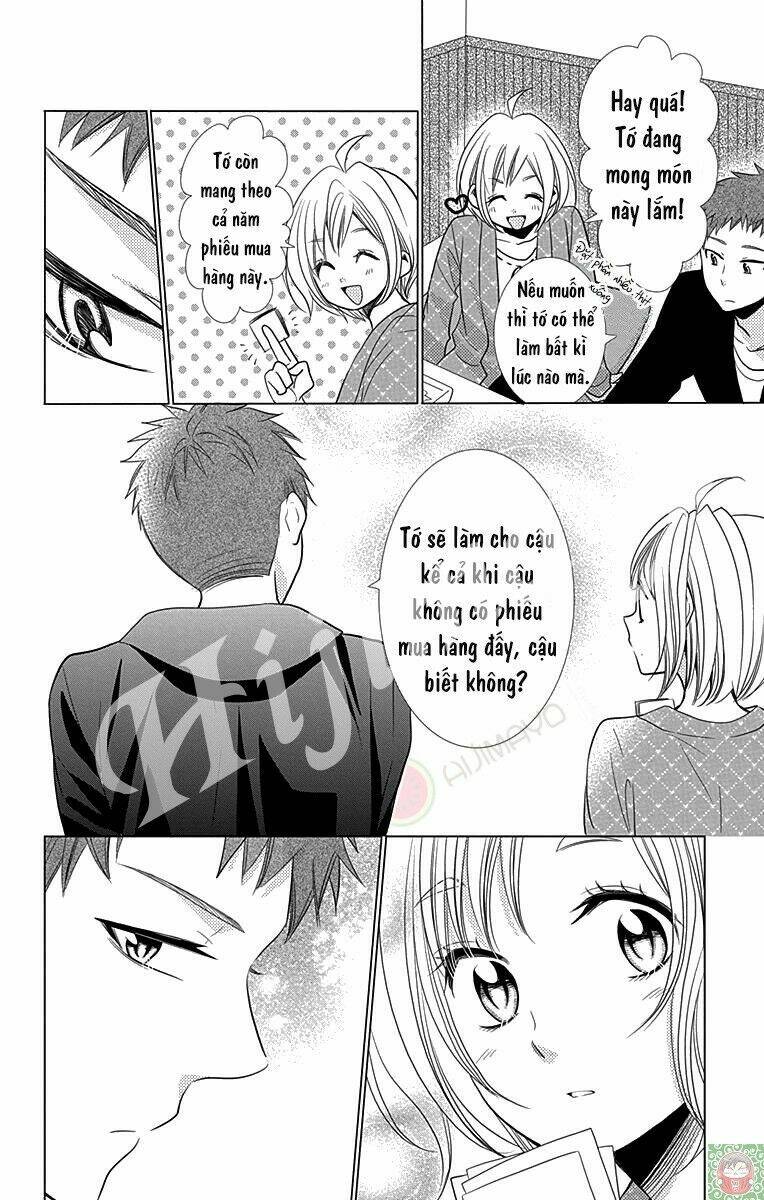 Hay quá!
Tớ đang
mong món
này lắm!
Nếu muốn
thì tớ có thể
làm bất kì
lúc nào mà.
Tớ còn
mang theo
cả năm
phiếu mua
hàng này.
Tớ sẽ làm cho cậu
kể cả khi cậu
không có phiếu
mua hàng đấy, cậu
biết không?
HIJIMAYO